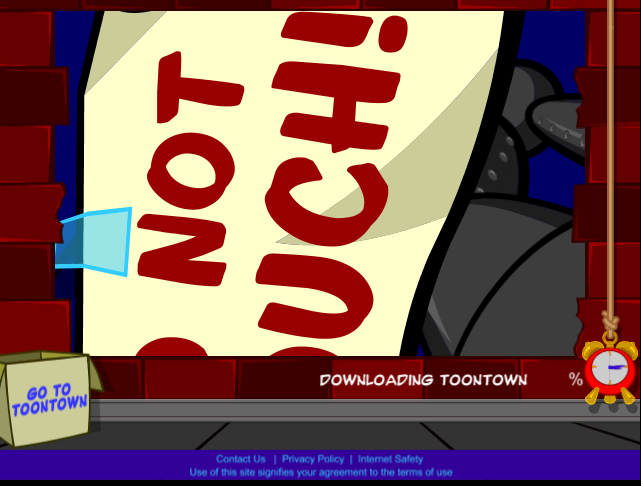 NOT
UCH!
GO TO
TOONTOWN
DOWNLOADING TOONTOWN %
Contact Us | Privacy Policy | Internet Safety
Use of this site signifies your agreement to the terms of use